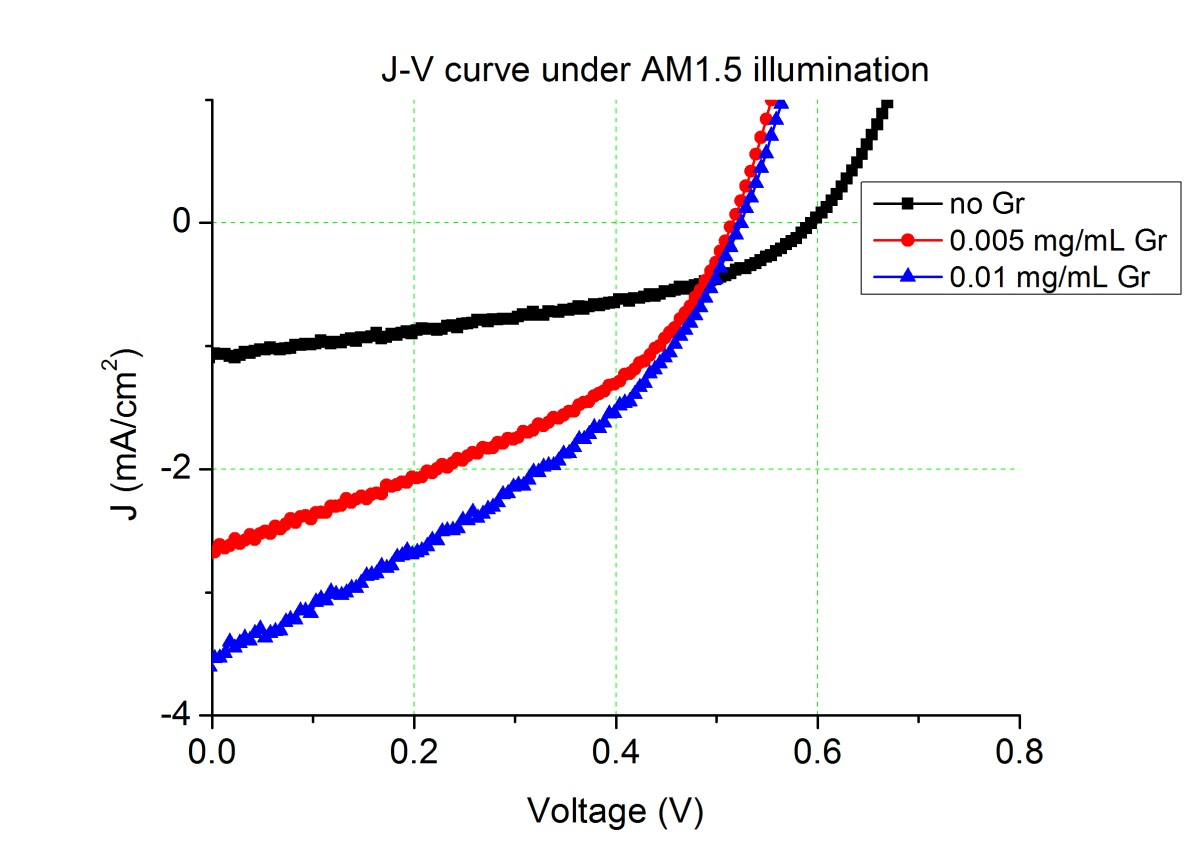 J-V curve under AM1.5 illumination
0
-2
-4
J (mA/cm²)
0.0 0.2 0.4 0.6 0.8
Voltage (V)
no Gr
0.005 mg/mL Gr
0.01 mg/mL Gr